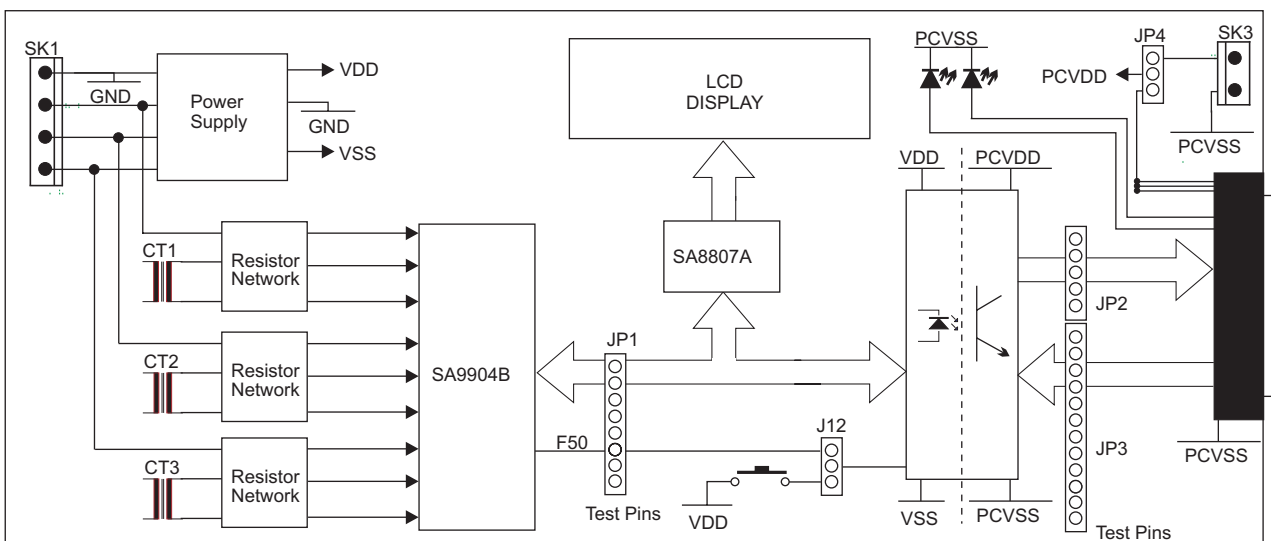 SK1
GND
Power
Supply
VDD
GND
VSS
LCD
DISPLAY
PCVSS
JP4
SK3
PCVDD
PCVSS
VDD
PCVDD
CT1
Resistor
Network
SA8807A
JP2
CT2
Resistor
Network
SA9904B
JP1
CT3
Resistor
Network
F50
J12
JP3
PCVSS
Test Pins
VDD
VSS
PCVSS
Test Pins